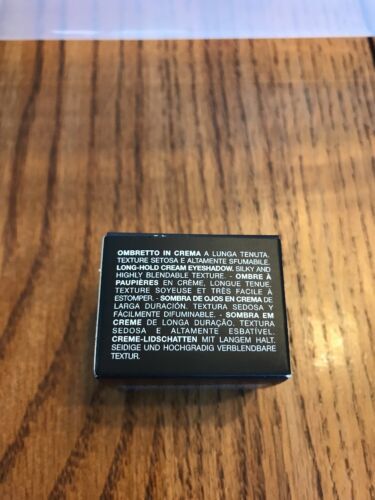 OMBRETTO IN CREMA A LUNGA TENUTA.
TEXTURE SETOSA E ALTAMENTE SFUMABILE.
LONG-HOLD CREAM EYESHADOW. SILKY AND
HIGHLY BLENDABLE TEXTURE. - OMBRE À
PAUPIÈRES EN CRÈME, LONGUE TENUE.
TEXTURE SOYEUSE ET TRÈS FACILE À
ESTOMPER. - SOMBRA DE OJOS EN CREMA DE
LARGA DURACIÓN. TEXTURA SEDOSA Y
FÁCILMENTE DIFUMINABLE. - SOMBRA EM
CREME DE LONGA DURAÇÃO. TEXTURA
SEDOSA E ALTAMENTE ESBATÍVEL.
CREME-LIDSCHATTEN MIT LANGEM HALT.
SEIDIGE UND HOCHGRADIG VERBLENDBARE
TEXTUR.